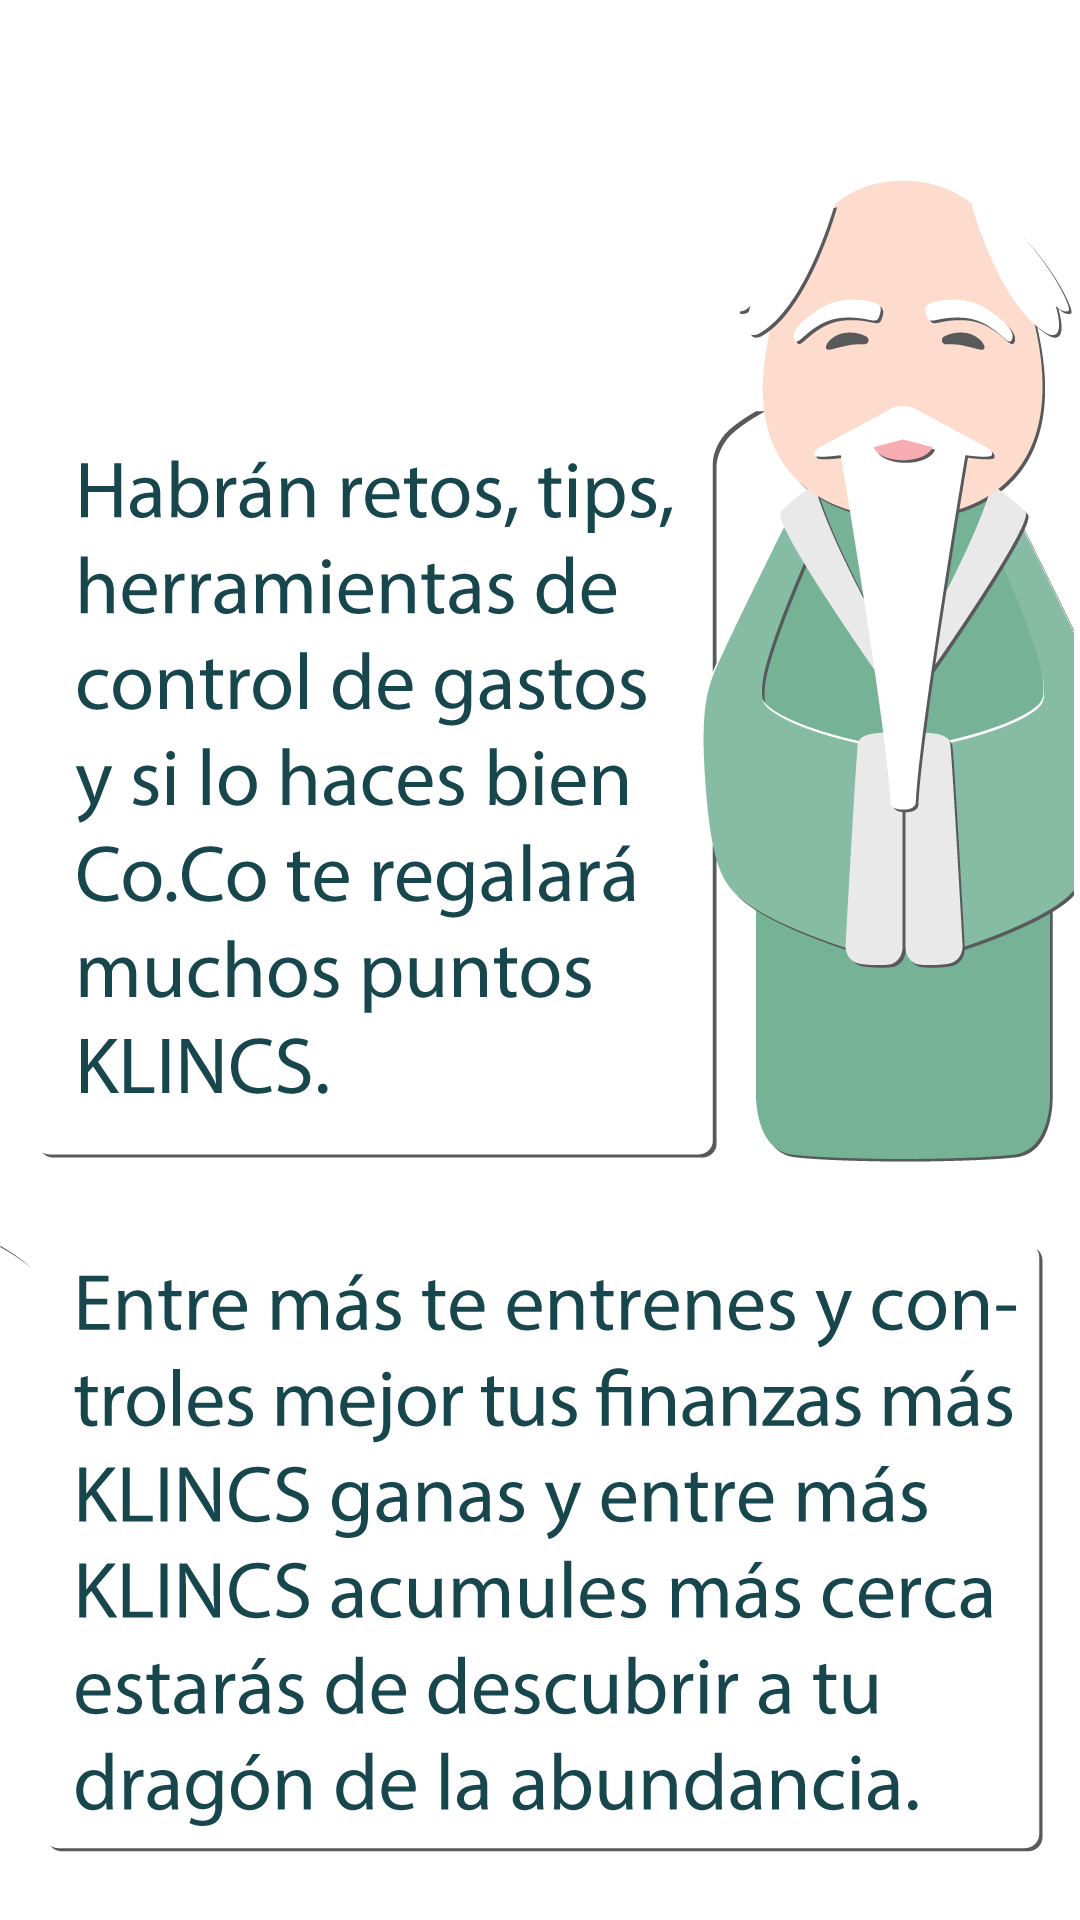 Habrán retos, tips,
herramientas de
control de gastos
y si lo haces bien
Co.Co te regalará
muchos puntos
KLINCS.
Entre más te entrenes y con-
troles mejor tus finanzas más
KLINCS ganas y entre más
KLINCS acumules más cerca
estarás de descubrir a tu
dragón de la abundancia.